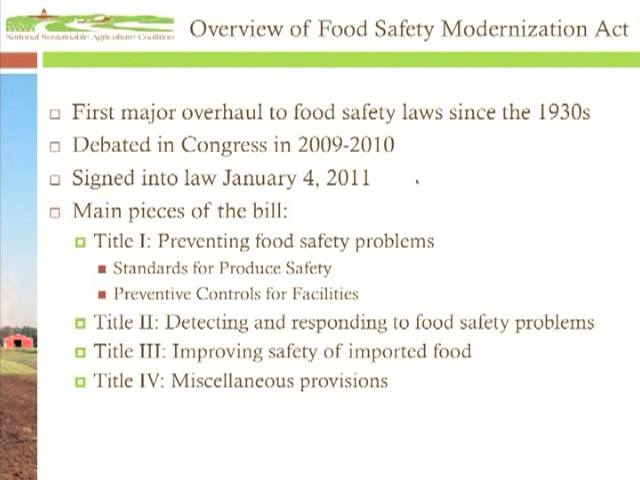 National Sustainable Agriculture Coalition
Overview of Food Safety Modernization Act
First major overhaul to food safety laws since the 1930s
Debated in Congress in 2009-2010
Signed into law January 4, 2011
Main pieces of the bill:
Title I: Preventing food safety problems
Standards for Produce Safety
Preventive Controls for Facilities
Title II: Detecting and responding to food safety problems
Title III: Improving safety of imported food
Title IV: Miscellaneous provisions